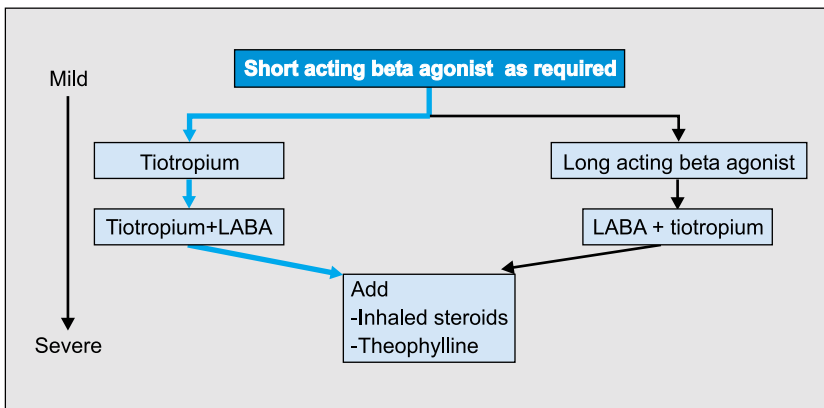 Short acting beta agonist as required
Mild
Tiotropium
Long acting beta agonist
Tiotropium+LABA
LABA + tiotropium
Add
-Inhaled steroids
-Theophylline
Severe